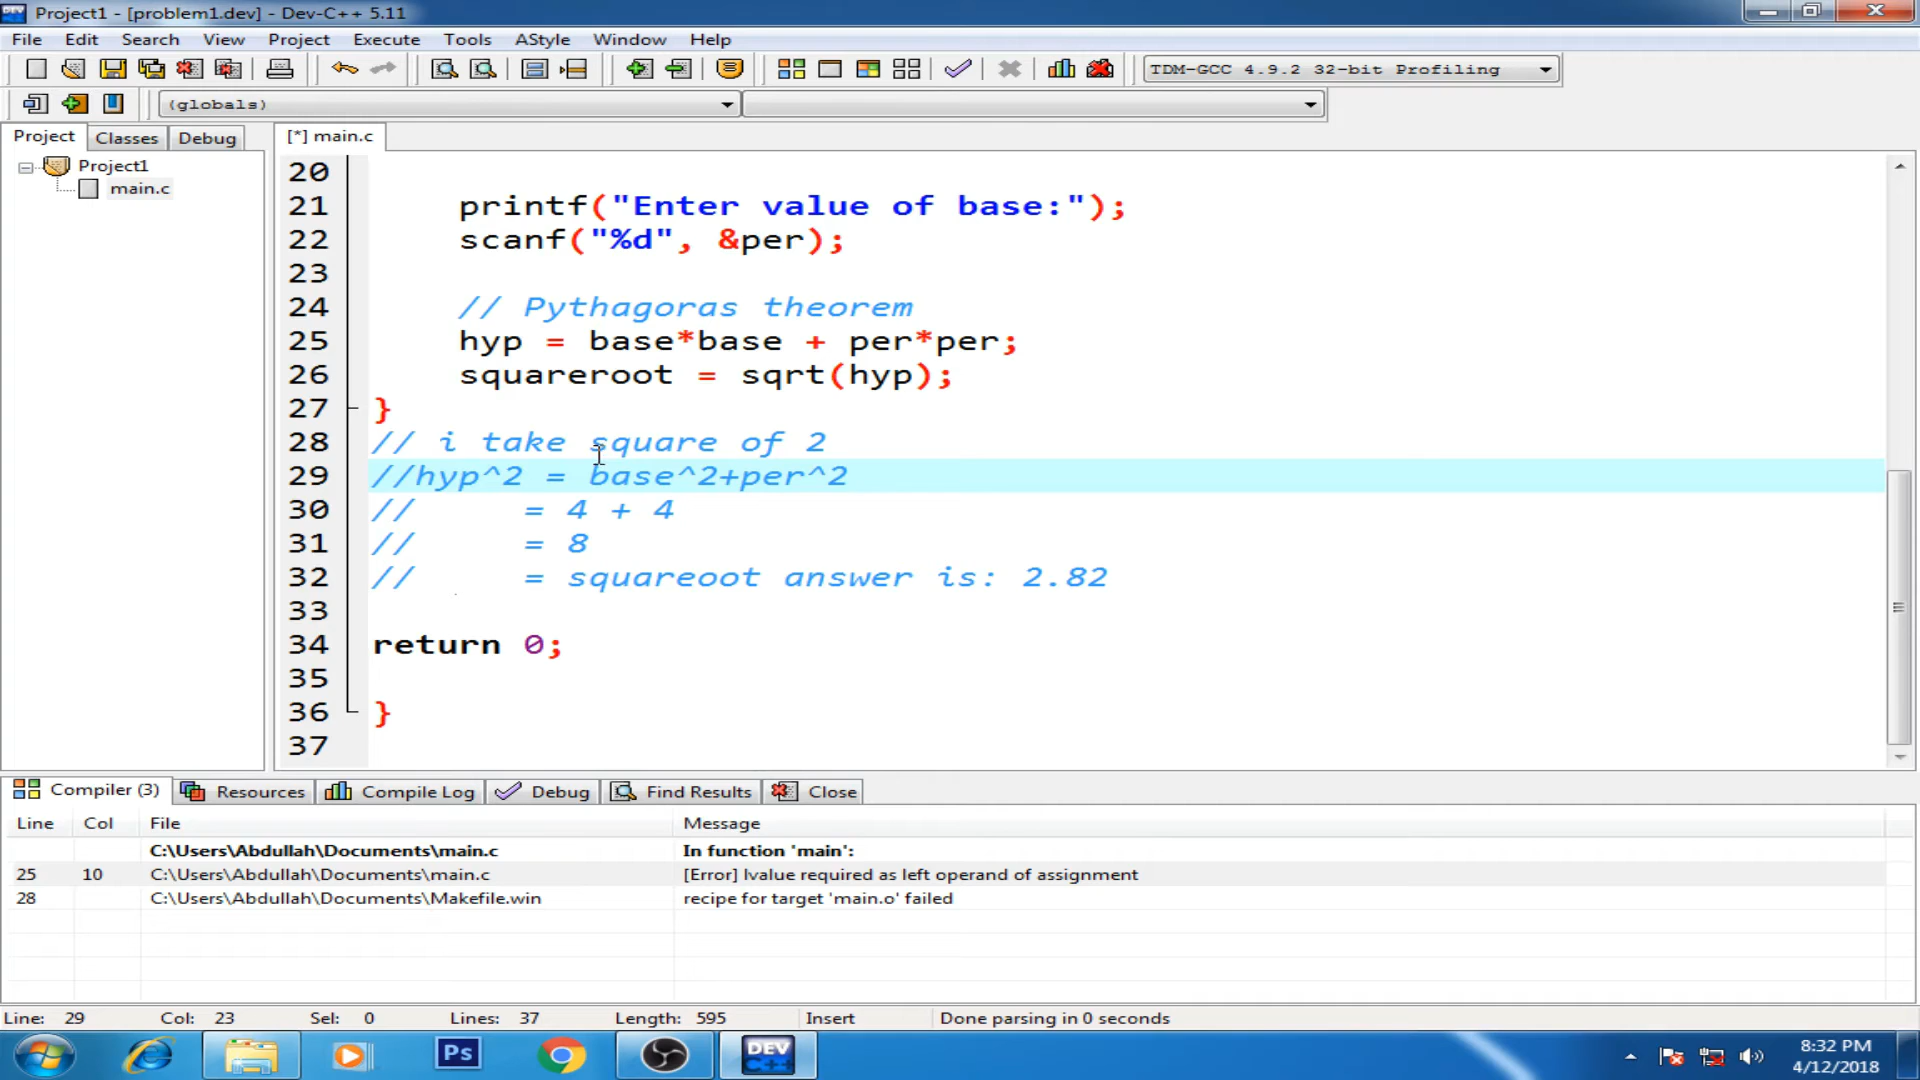 Project1 - [problem1.dev] - Dev-C++ 5.11
File Edit Search View Project Execute Tools AStyle Window Help
TDM-GCC 4.9.2 32-bit Profiling
(globals)
Project Classes Debug
[*] main.c
Project1
main.c
20
21 printf("Enter value of base:");
22 scanf("%d", &per);
23
24 // Pythagoras theorem
25 hyp = base*base + per*per;
26 squareroot = sqrt(hyp);
27 }
28 // i take square of 2
29 //hyp^2 = base^2+per^2
30 // = 4 + 4
31 // = 8
32 // = squareoot answer is: 2.82
33
34 return 0;
35
36 }
37
Compiler (3) Resources Compile Log Debug Find Results Close
Line Col File Message
C:\Users\Abdullah\Documents\main.c In function 'main':
25 10 C:\Users\Abdullah\Documents\main.c [Error] lvalue required as left operand of assignment
28 C:\Users\Abdullah\Documents\Makefile.win recipe for target 'main.o' failed
Line: 29 Col: 23 Sel: 0 Lines: 37 Length: 595 Insert Done parsing in 0 seconds
Ps
DEV C++
8:32 PM
4/12/2018